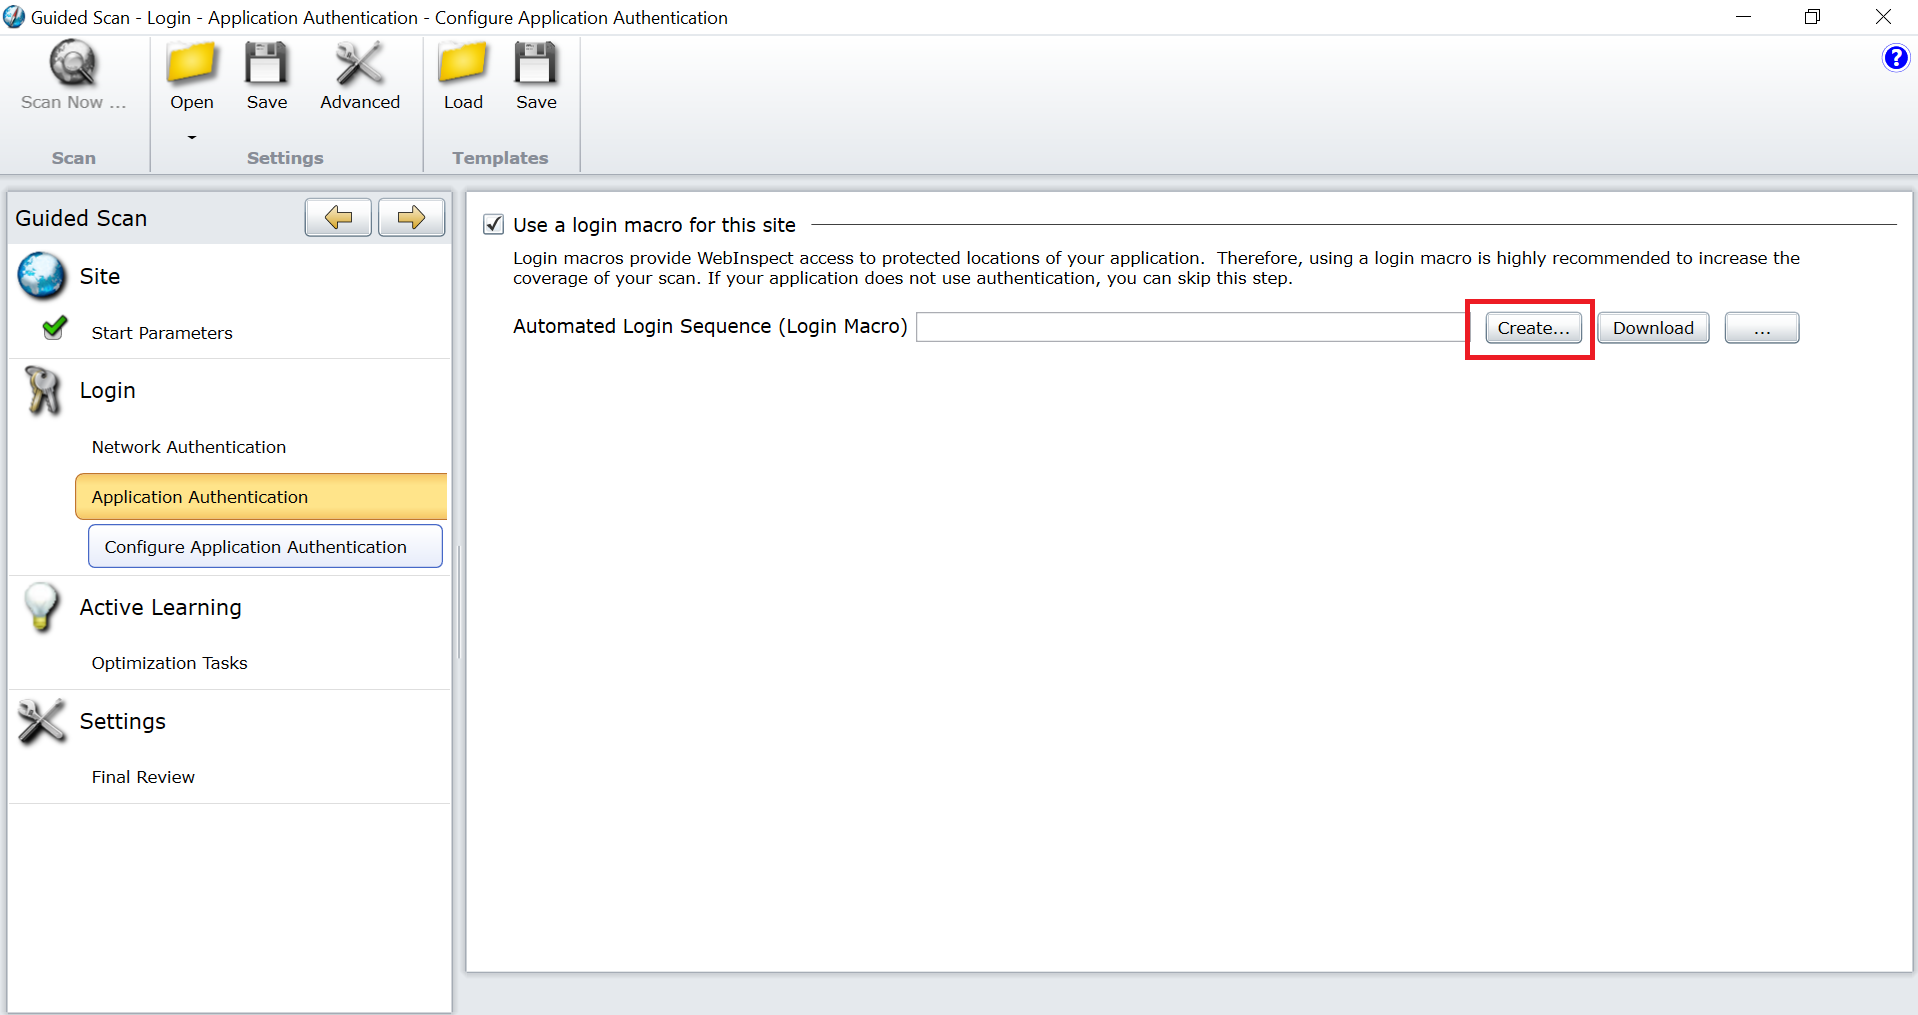 Guided Scan - Login - Application Authentication - Configure Application Authentication
Scan Now ...
Open
Save
Advanced
Load
Save
?
Scan
Settings
Templates
Guided Scan
Site
Start Parameters
Login
Network Authentication
Application Authentication
Configure Application Authentication
Active Learning
Optimization Tasks
Settings
Final Review
Use a login macro for this site
Login macros provide WebInspect access to protected locations of your application.  Therefore, using a login macro is highly recommended to increase the
coverage of your scan. If your application does not use authentication, you can skip this step.
Automated Login Sequence (Login Macro)
Create...
Download
...